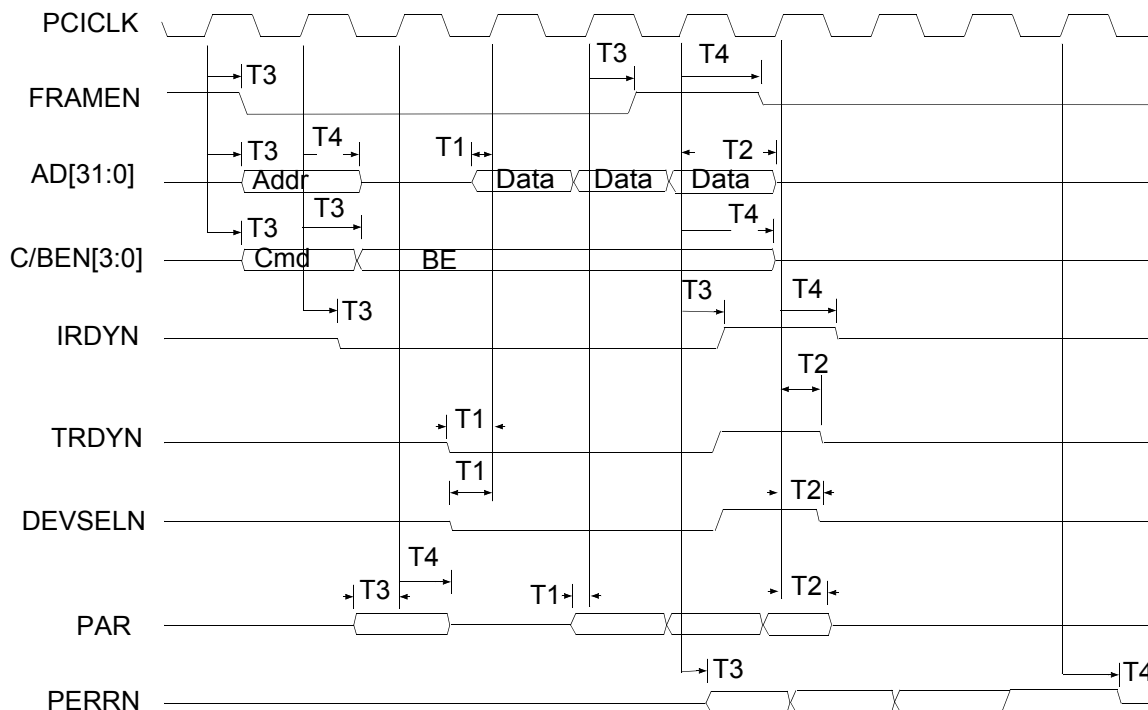 PCICLK
T3
T3
T4
FRAMEN
T3
T4
T1
T2
AD[31:0]
Addr
Data
Data
Data
T3
T3
T4
C/BEN[3:0]
Cmd
BE
T3
T3
T4
IRDYN
T2
T1
TRDYN
T1
T2
DEVSELN
T4
T3
T1
T2
PAR
T3
T4
PERRN